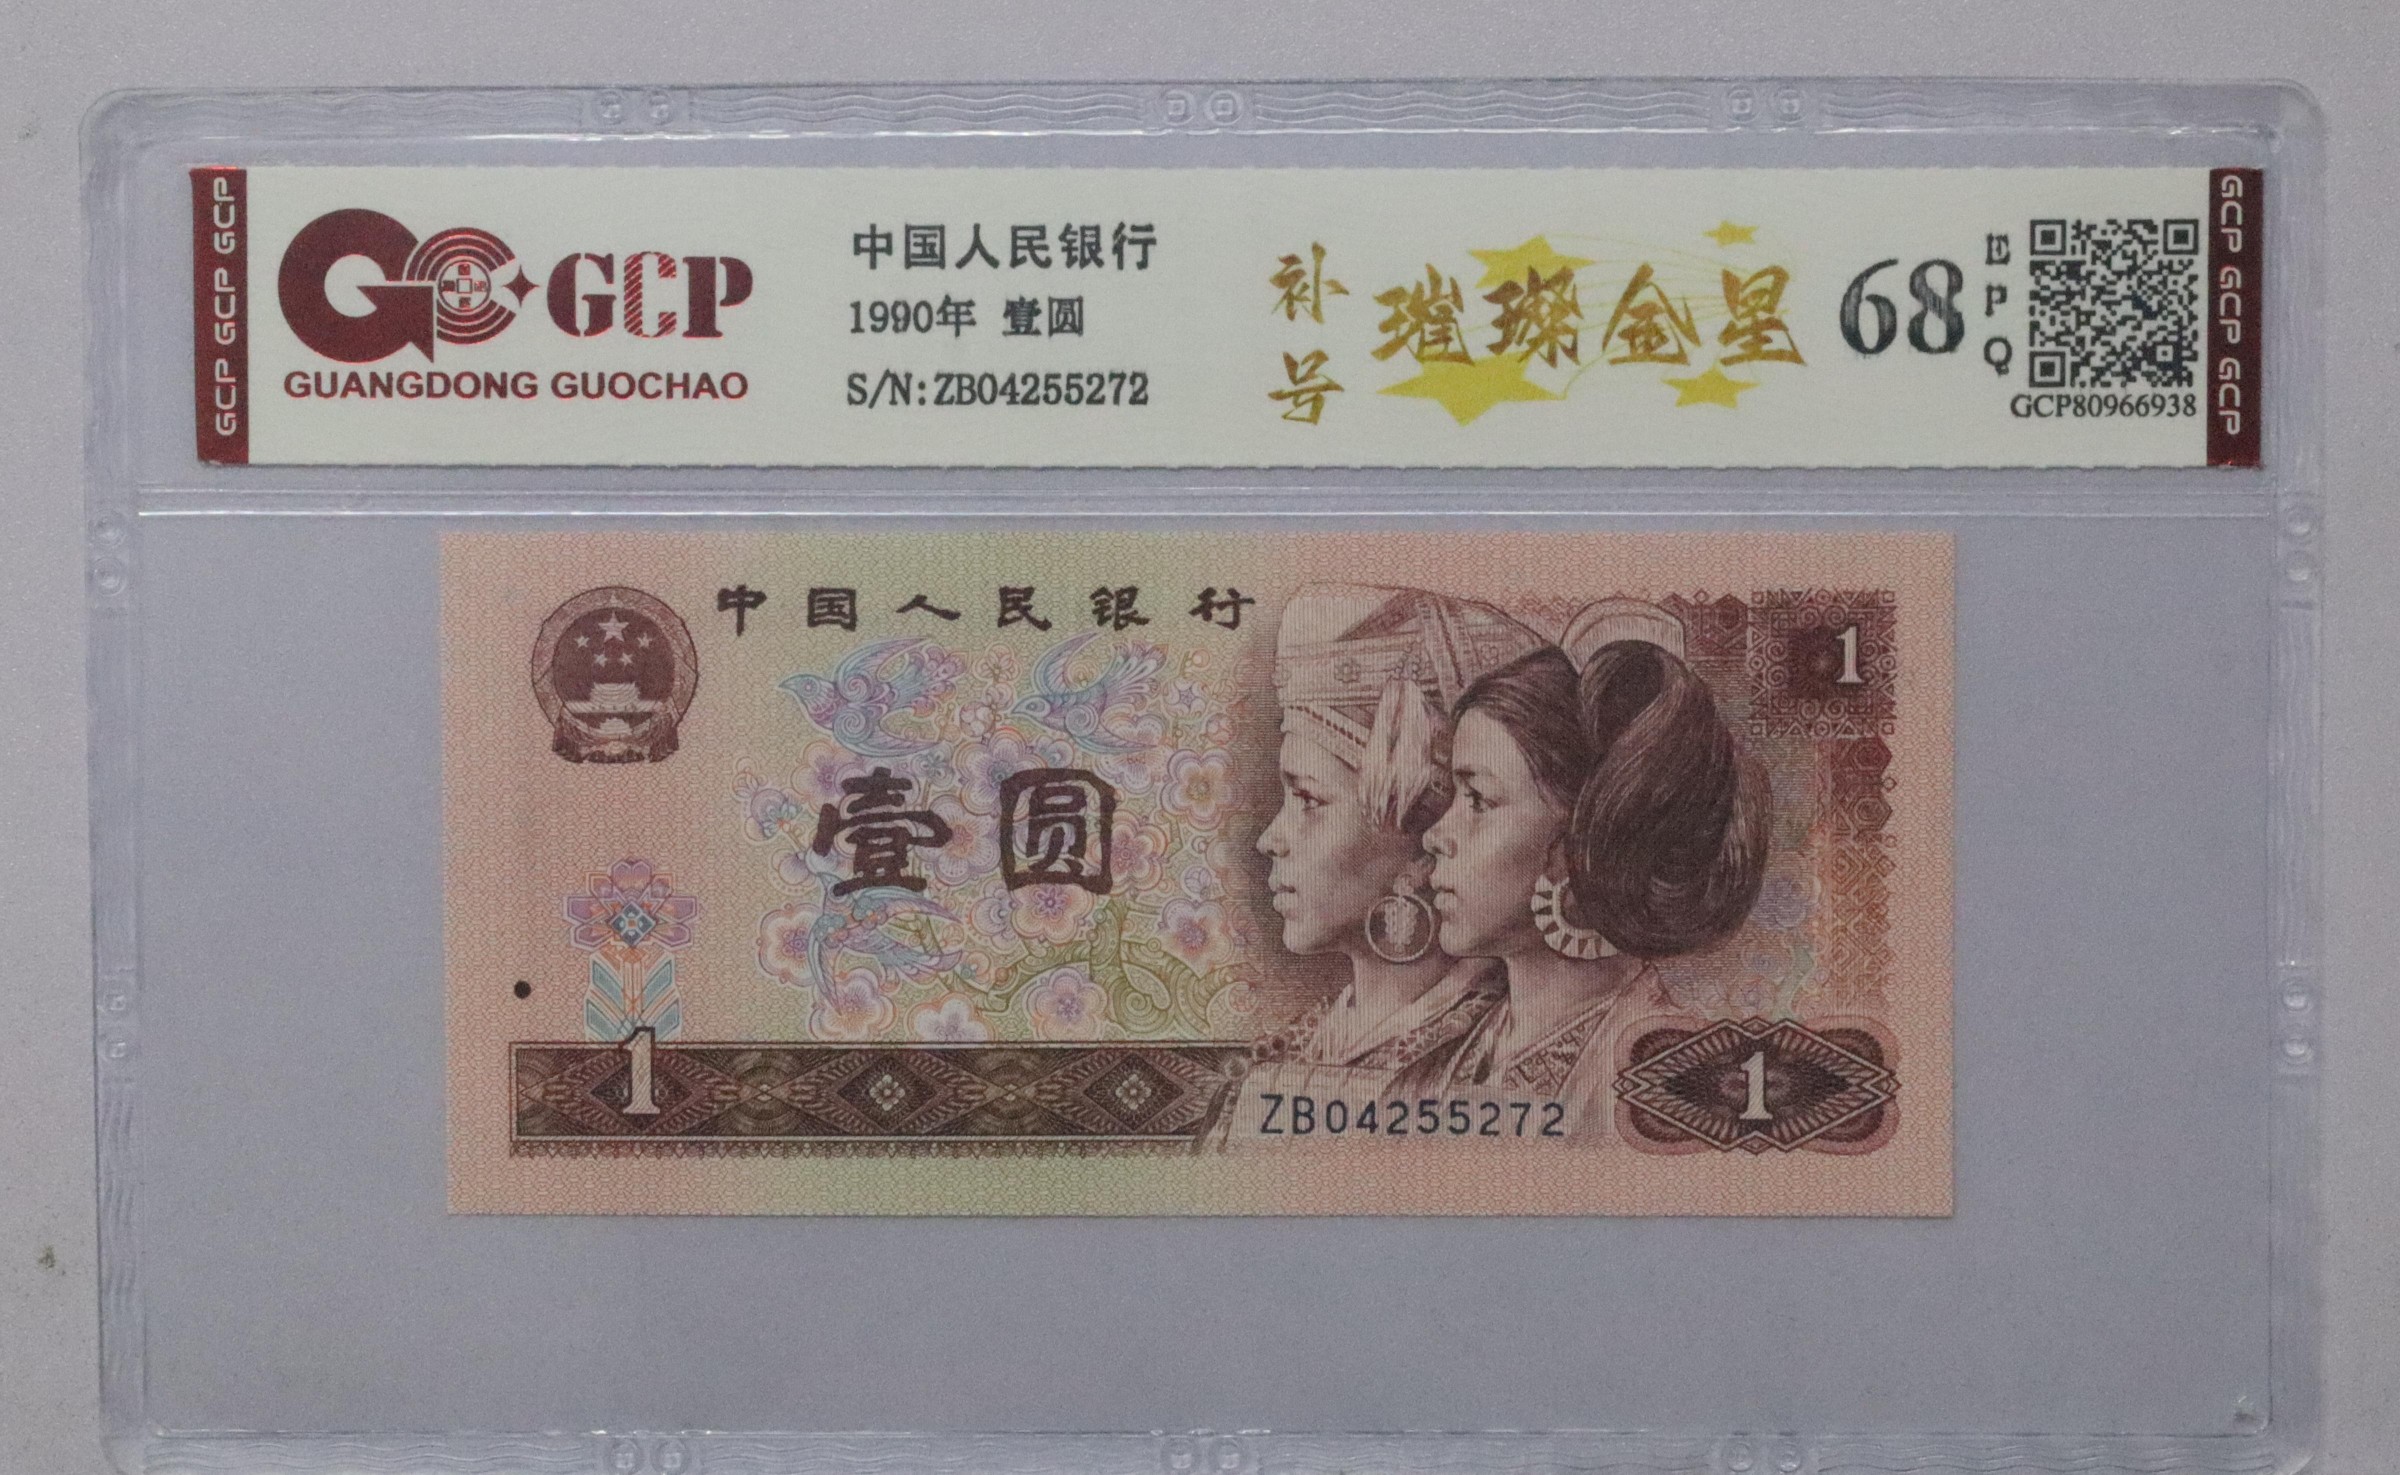 GCP GCP GCP
GCP
GUANGDONG GUOCHAO
中国人民银行
1990年 壹圆
S/N:ZB04255272
补号
璀璨金星
68
EPQ
GCP80966938
GCP GCP GCP
中国人民银行
1
壹圆
1
ZB04255272
1